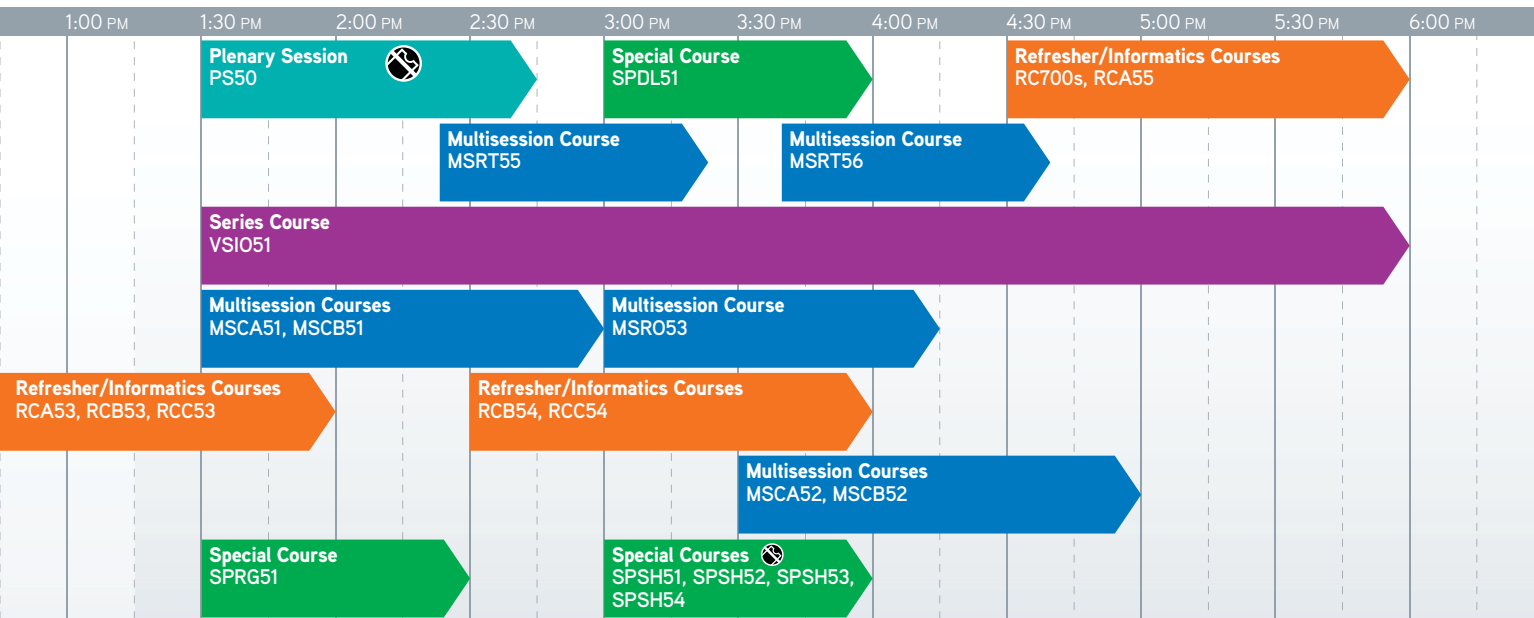 1:00 PM 1:30 PM 2:00 PM 2:30 PM 3:00 PM 3:30 PM 4:00 PM 4:30 PM 5:00 PM 5:30 PM 6:00 PM
Plenary Session
PS50
Special Course
SPDL51
Refresher/Informatics Courses
RC700s, RCA55
Multisession Course
MSRT55
Multisession Course
MSRT56
Series Course
VSIO51
Multisession Courses
MSCA51, MSCB51
Multisession Course
MSRO53
Refresher/Informatics Courses
RCA53, RCB53, RCC53
Refresher/Informatics Courses
RCB54, RCC54
Multisession Courses
MSCA52, MSCB52
Special Course
SPRG51
Special Courses
SPSH51, SPSH52, SPSH53,
SPSH54